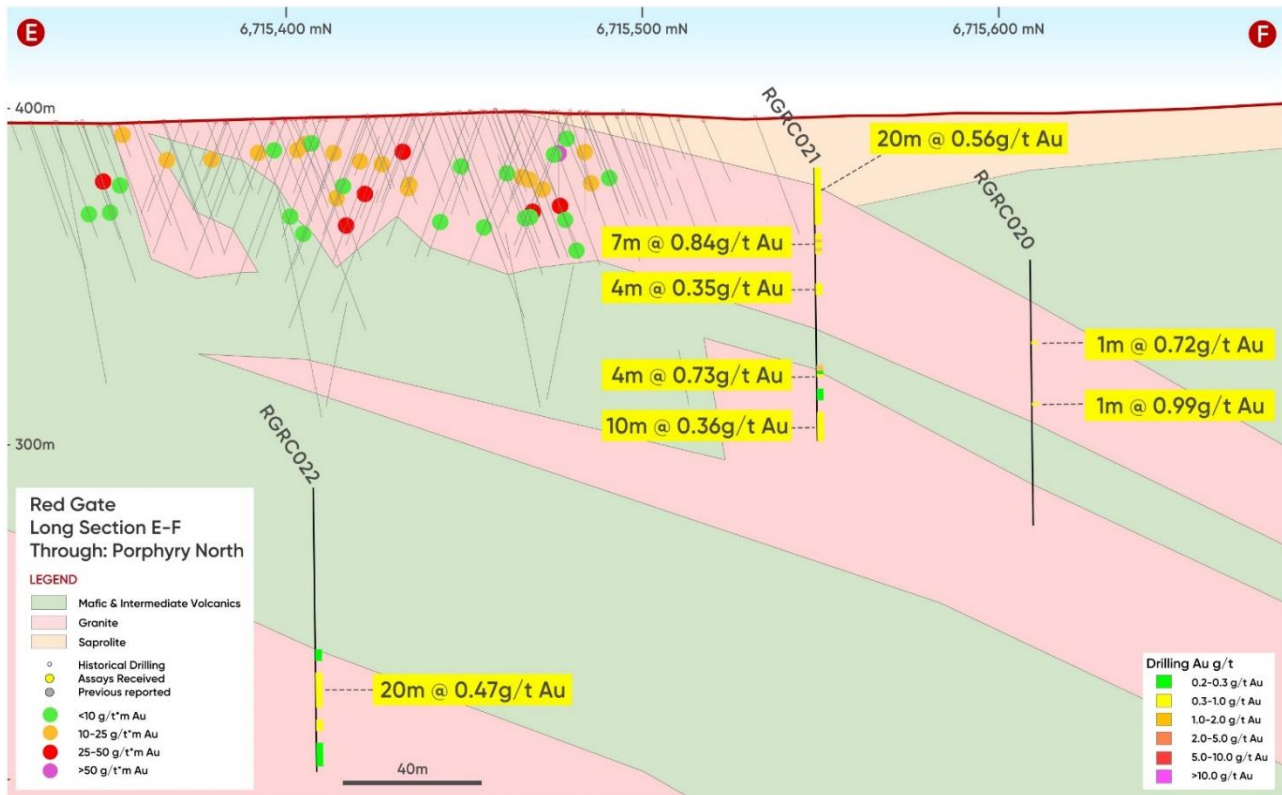 E
6,715,400 mN
6,715,500 mN
6,715,600 mN
F
- 400m
RGRC021
20m @ 0.56g/t Au
RGRC020
7m @ 0.84g/t Au
4m @ 0.35g/t Au
1m @ 0.72g/t Au
4m @ 0.73g/t Au
1m @ 0.99g/t Au
10m @ 0.36g/t Au
- 300m
RGRC022
20m @ 0.47g/t Au
40m
Red Gate
Long Section E-F
Through: Porphyry North
LEGEND
Mafic & Intermediate Volcanics
Granite
Saprolite
Historical Drilling
Assays Received
Previous reported
<10 g/t*m Au
10-25 g/t*m Au
25-50 g/t*m Au
>50 g/t*m Au
Drilling Au g/t
0.2-0.3 g/t Au
0.3-1.0 g/t Au
1.0-2.0 g/t Au
2.0-5.0 g/t Au
5.0-10.0 g/t Au
>10.0 g/t Au